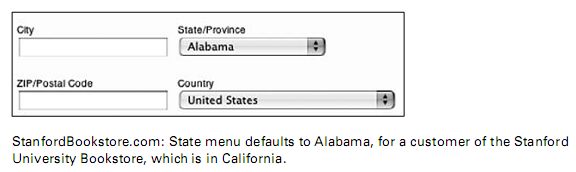 City State/Province
Alabama
ZIP/Postal Code Country
United States
StanfordBookstore.com: State menu defaults to Alabama, for a customer of the Stanford
University Bookstore, which is in California.